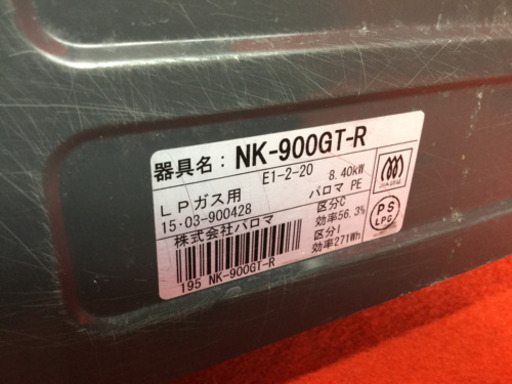 器具名: NK-900GT-R
E1-2-20 8.40kW
LPガス用 パロマ PE
15・03-900428 区分C
効率56.3%
株式会社パロマ 区分I
効率271Wh
195 NK-900GT-R
PS
LPG